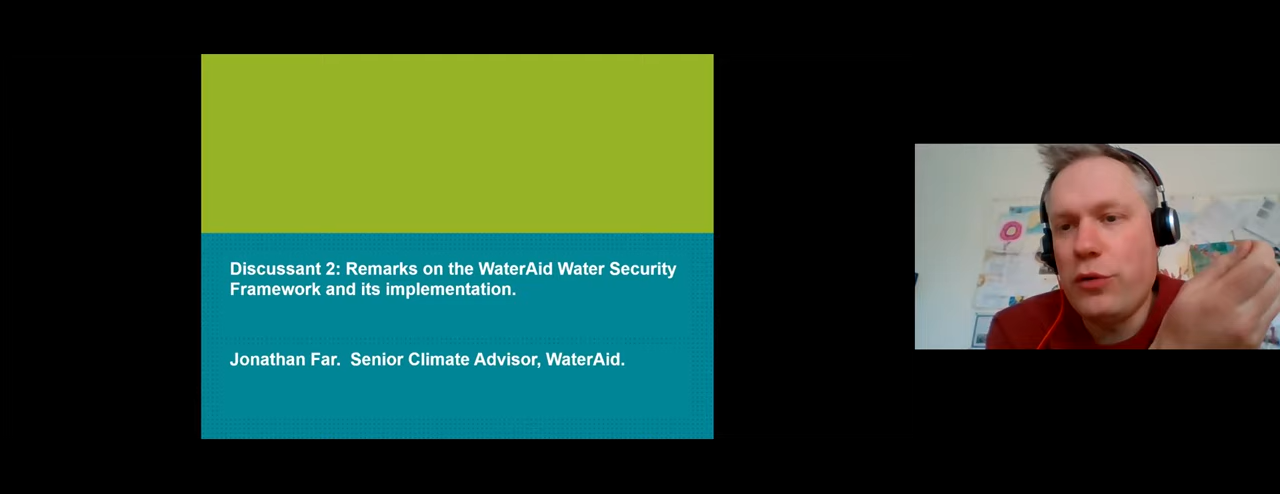 Discussant 2: Remarks on the WaterAid Water Security
Framework and its implementation.
Jonathan Far.  Senior Climate Advisor, WaterAid.